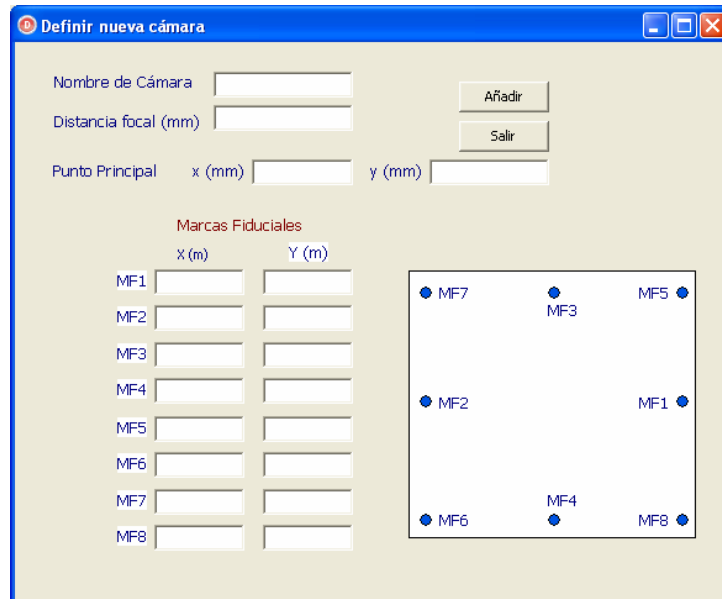 Definir nueva cámara
Nombre de Cámara
Añadir
Distancia focal (mm)
Salir
Punto Principal x (mm) y (mm)
Marcas Fiduciales
X (m) Y (m)
MF1
MF2
MF3
MF4
MF5
MF6
MF7
MF8
MF7 MF3 MF5
MF2 MF1
MF6 MF4 MF8